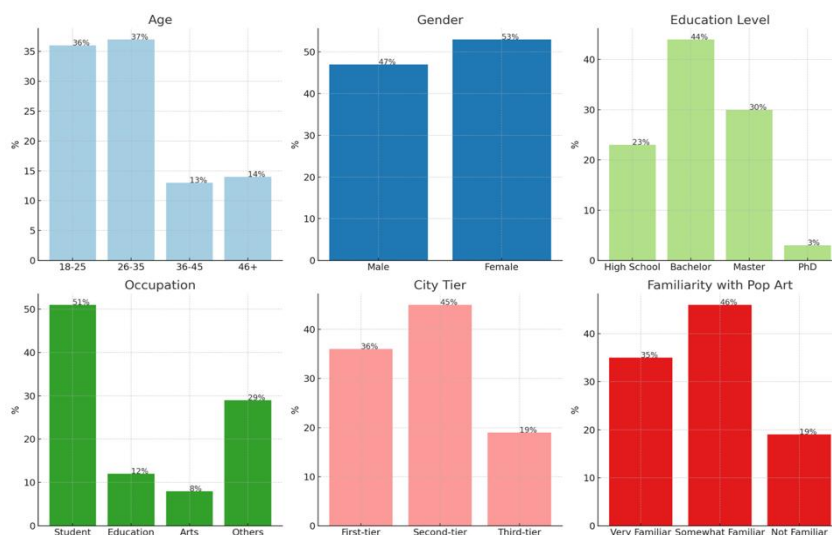 Age
Gender
Education Level
%
35
30
25
20
15
10
5
0
36%
37%
13%
14%
18-25
26-35
36-45
46+
%
50
40
30
20
10
0
47%
53%
Male
Female
%
40
30
20
10
0
23%
44%
30%
3%
High School
Bachelor
Master
PhD
Occupation
City Tier
Familiarity with Pop Art
%
50
40
30
20
10
0
51%
12%
8%
29%
Student
Education
Arts
Others
%
40
30
20
10
0
36%
45%
19%
First-tier
Second-tier
Third-tier
%
40
30
20
10
0
35%
46%
19%
Very Familiar
Somewhat Familiar
Not Familiar